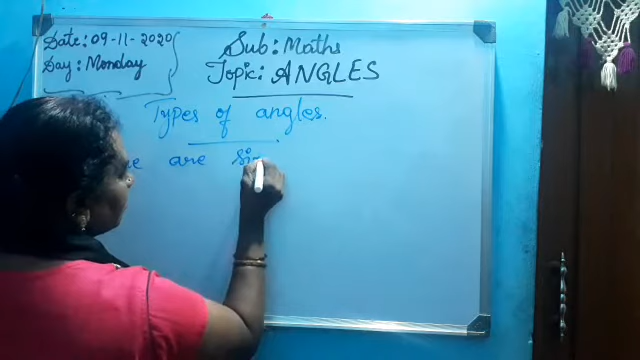 Date: 09-11-2020
Day: Monday
Sub: Maths
Topic: ANGLES
Types of angles.
are